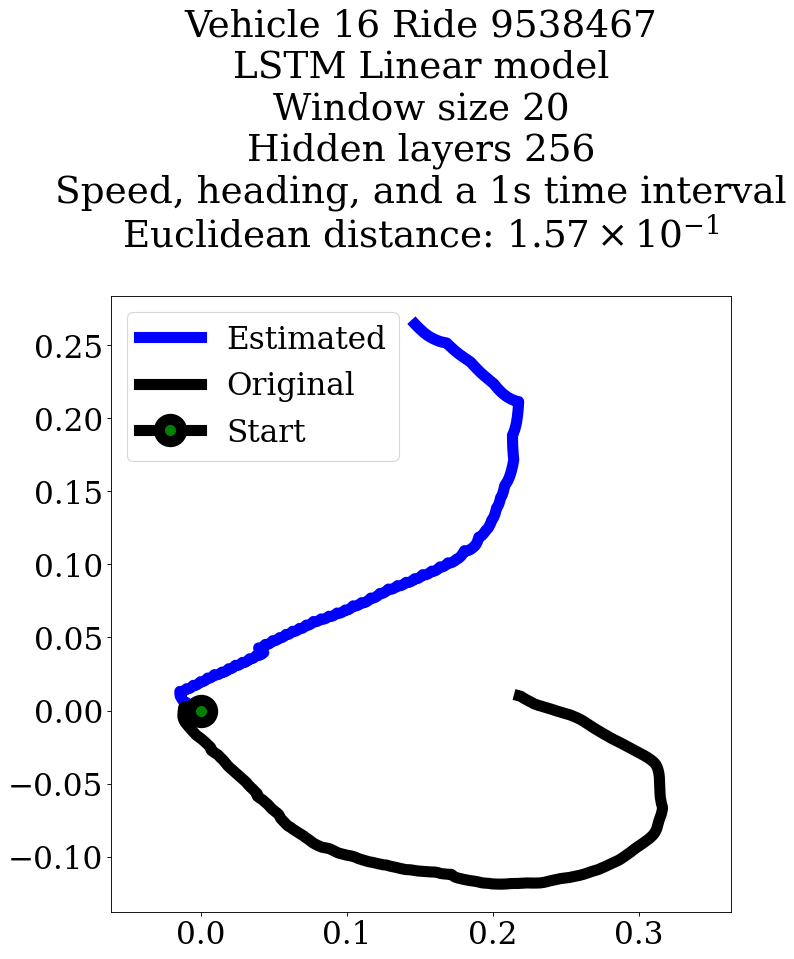 Vehicle 16 Ride 9538467
LSTM Linear model
Window size 20
Hidden layers 256
Speed, heading, and a 1s time interval
Euclidean distance: 1.57 × 10⁻¹
Estimated
Original
Start
0.25
0.20
0.15
0.10
0.05
0.00
−0.05
−0.10
0.0 0.1 0.2 0.3